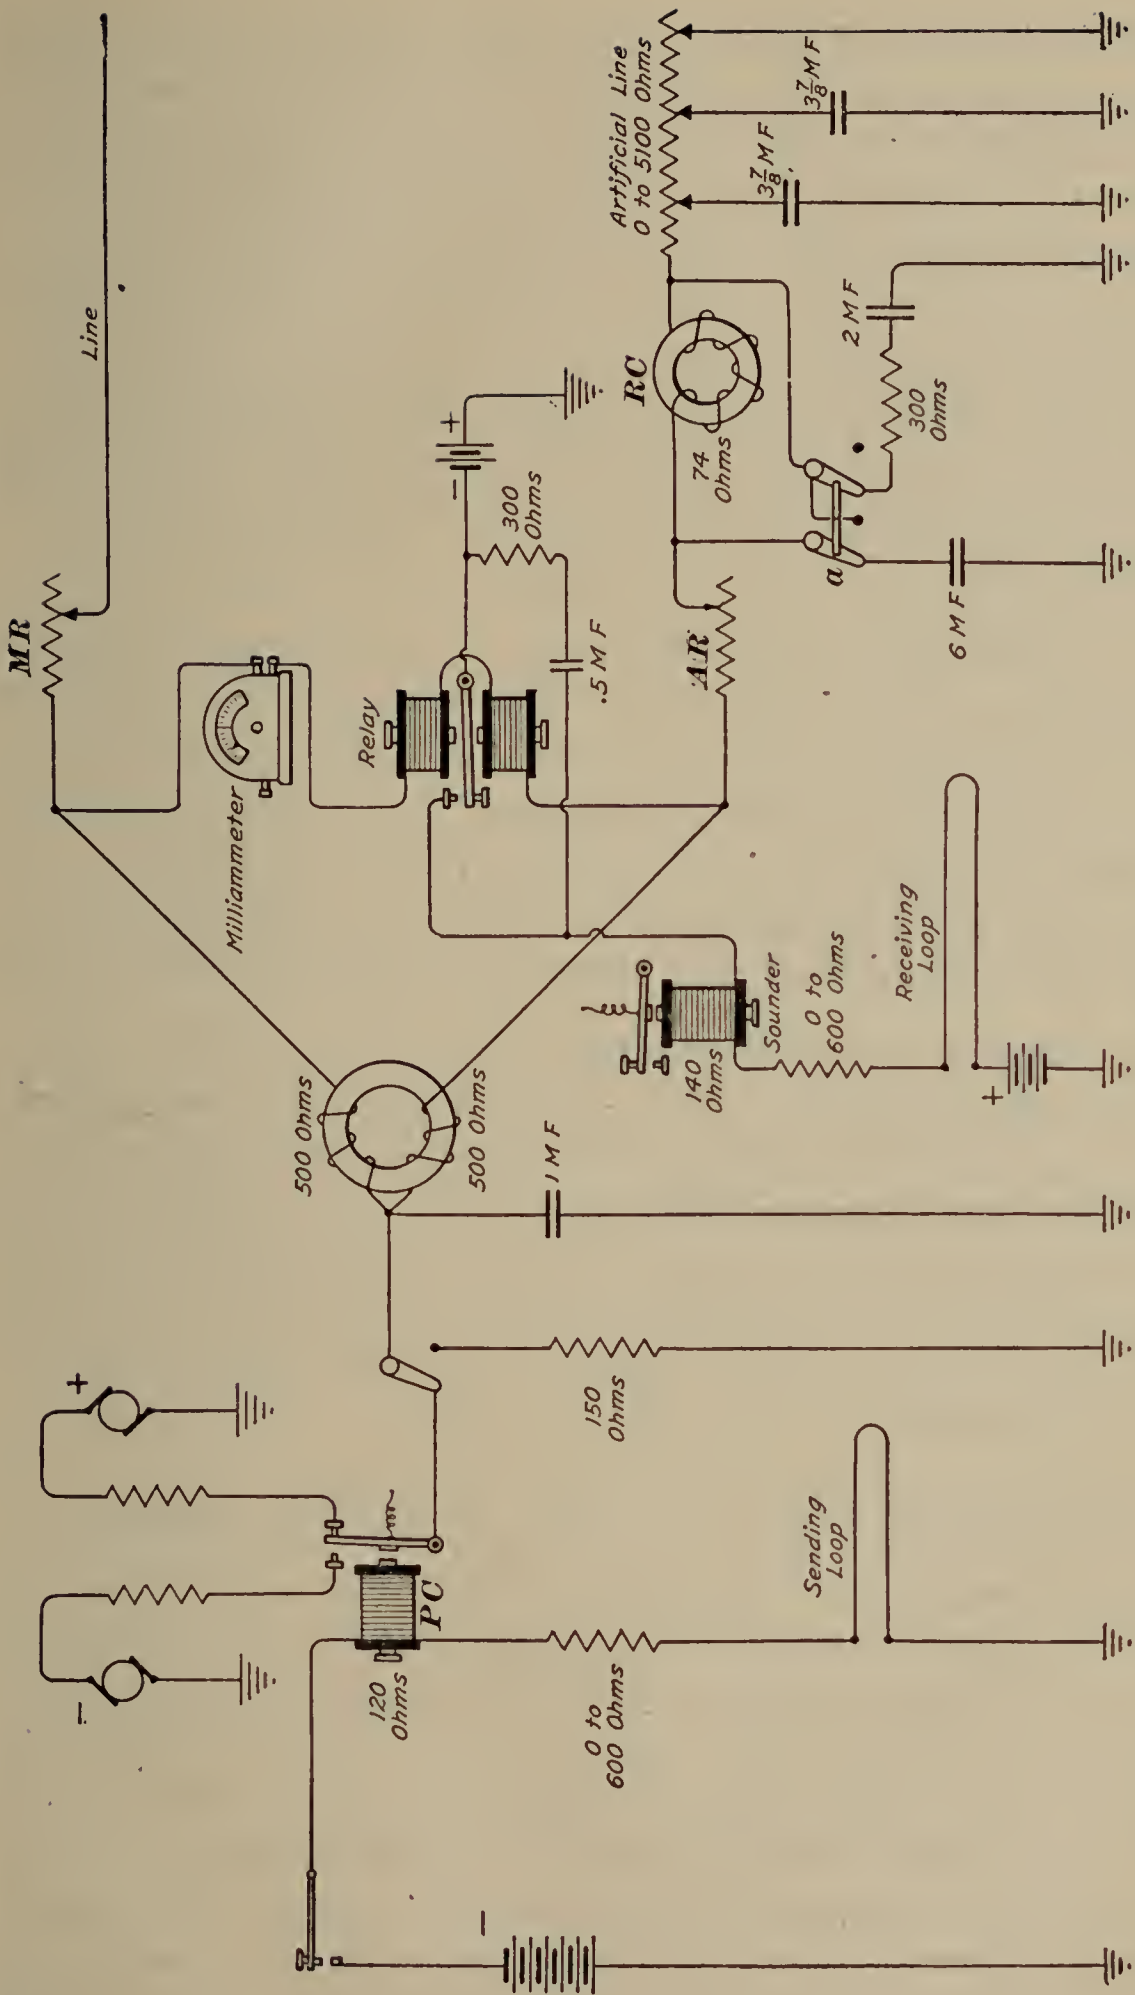 MR
Line
Milliammeter
Relay
+
−
300
Ohms
.5 M F
RC
74
Ohms
AR
Artificial Line
0 to 5100 Ohms
3 7/8 M F
3 7/8 M F
2 M F
300
Ohms
a
6 M F
500 Ohms
500 Ohms
1 M F
140
Ohms
Sounder
0 to
600 Ohms
Receiving
Loop
+
+
−
150
Ohms
PC
120
Ohms
0 to
600 Ohms
Sending
Loop
−